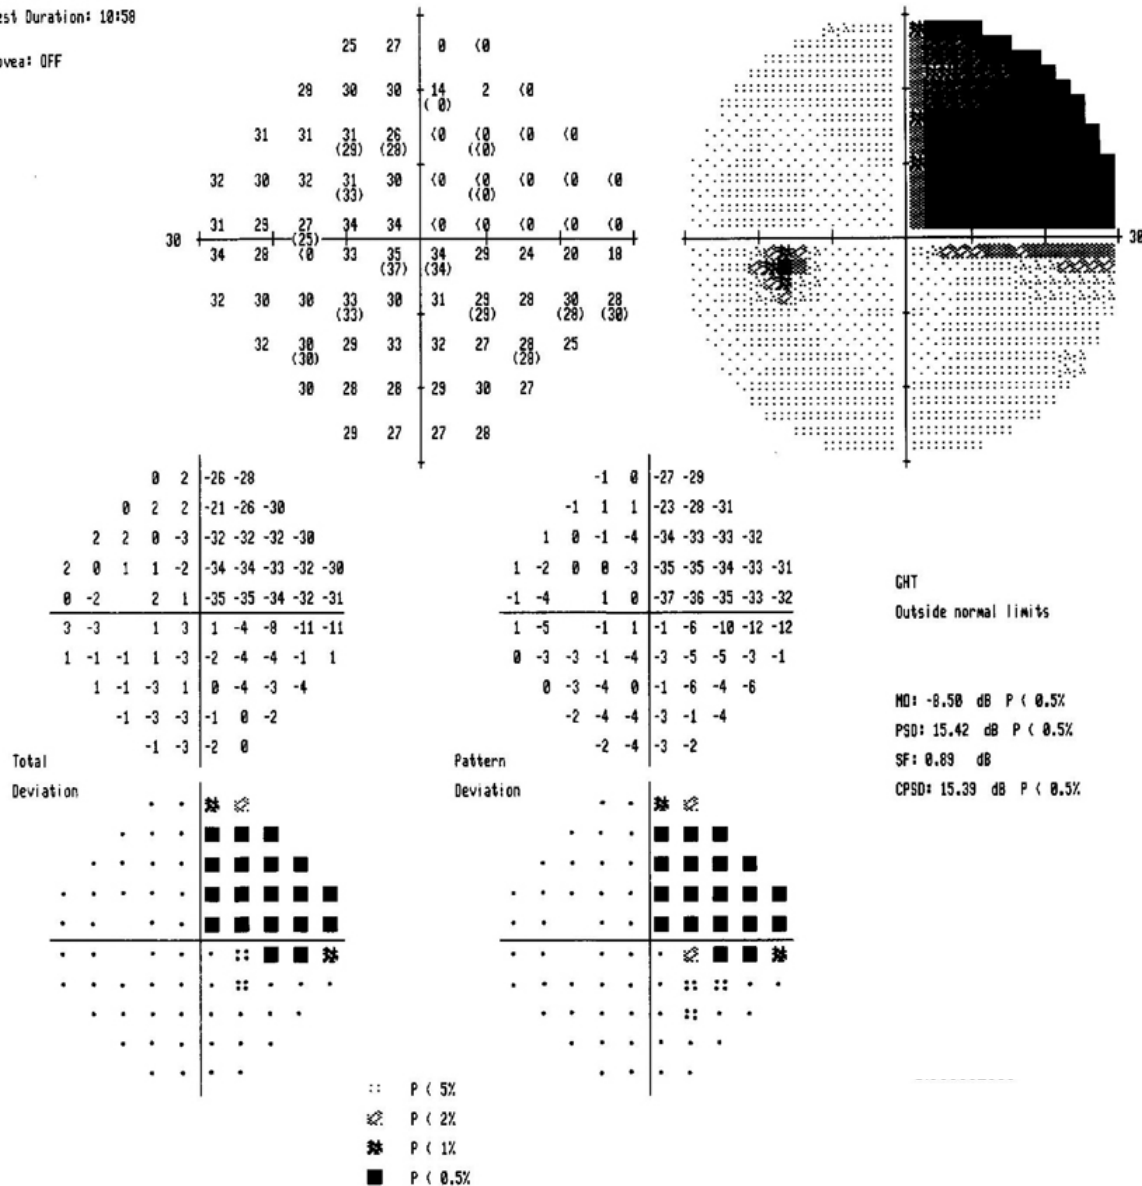 est Duration: 10:58
ovea: OFF
25 27 0 <0
28 30 30 14 2 <0
( 0)
31 31 31 26 <0 <0 <0 <0
(29) (28) (<0)
32 30 32 31 30 <0 <0 <0 <0 <0
(33) (<0)
31 29 27 34 34 <0 <0 <0 <0 <0
30 (25) 30
34 28 <0 33 35 34 29 24 20 18
(37) (34)
32 30 30 33 30 31 29 28 30 28
(33) (29) (28) (30)
32 30 29 33 32 27 28 25
(30) (28)
30 28 28 29 30 27
29 27 27 28
0 2 -26 -28
0 2 2 -21 -26 -30
2 2 0 -3 -32 -32 -32 -30
2 0 1 1 -2 -34 -34 -33 -32 -30
0 -2 2 1 -35 -35 -34 -32 -31
3 -3 1 3 1 -4 -8 -11 -11
1 -1 -1 1 -3 -2 -4 -4 -1 1
1 -1 -3 1 0 -4 -3 -4
-1 -3 -3 -1 0 -2
-1 -3 -2 0
Total
Deviation
-1 0 -27 -29
-1 1 1 -23 -28 -31
1 0 -1 -4 -34 -33 -33 -32
1 -2 0 0 -3 -35 -35 -34 -33 -31
-1 -4 1 0 -37 -36 -35 -33 -32
1 -5 -1 1 -1 -6 -10 -12 -12
0 -3 -3 -1 -4 -3 -5 -5 -3 -1
0 -3 -4 0 -1 -6 -4 -6
-2 -4 -4 -3 -1 -4
-2 -4 -3 -2
Pattern
Deviation
GHT
Outside normal limits
MD: -8.50 dB P < 0.5%
PSD: 15.42 dB P < 0.5%
SF: 0.89 dB
CPSD: 15.39 dB P < 0.5%
P < 5%
P < 2%
P < 1%
P < 0.5%